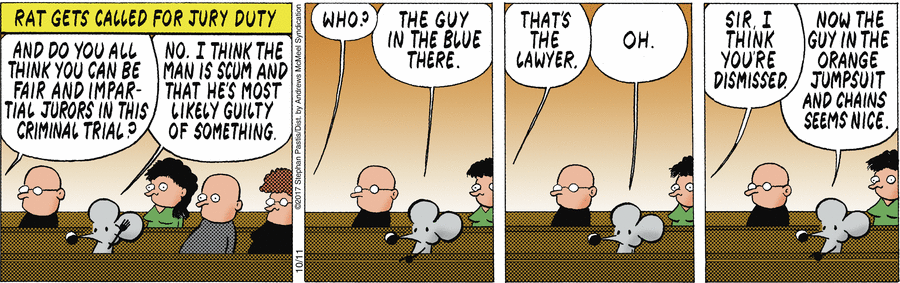 RAT GETS CALLED FOR JURY DUTY
AND DO YOU ALL
THINK YOU CAN BE
FAIR AND IMPAR-
TIAL JURORS IN THIS
CRIMINAL TRIAL?
NO. I THINK THE
MAN IS SCUM AND
THAT HE'S MOST
LIKELY GUILTY
OF SOMETHING.
©2017 Stephan Pastis/Dist. by Andrews McMeel Syndication
10/11
WHO?
THE GUY
IN THE BLUE
THERE.
THAT'S
THE
LAWYER.
OH.
SIR, I
THINK
YOU'RE
DISMISSED.
NOW THE
GUY IN THE
ORANGE
JUMPSUIT
AND CHAINS
SEEMS NICE.